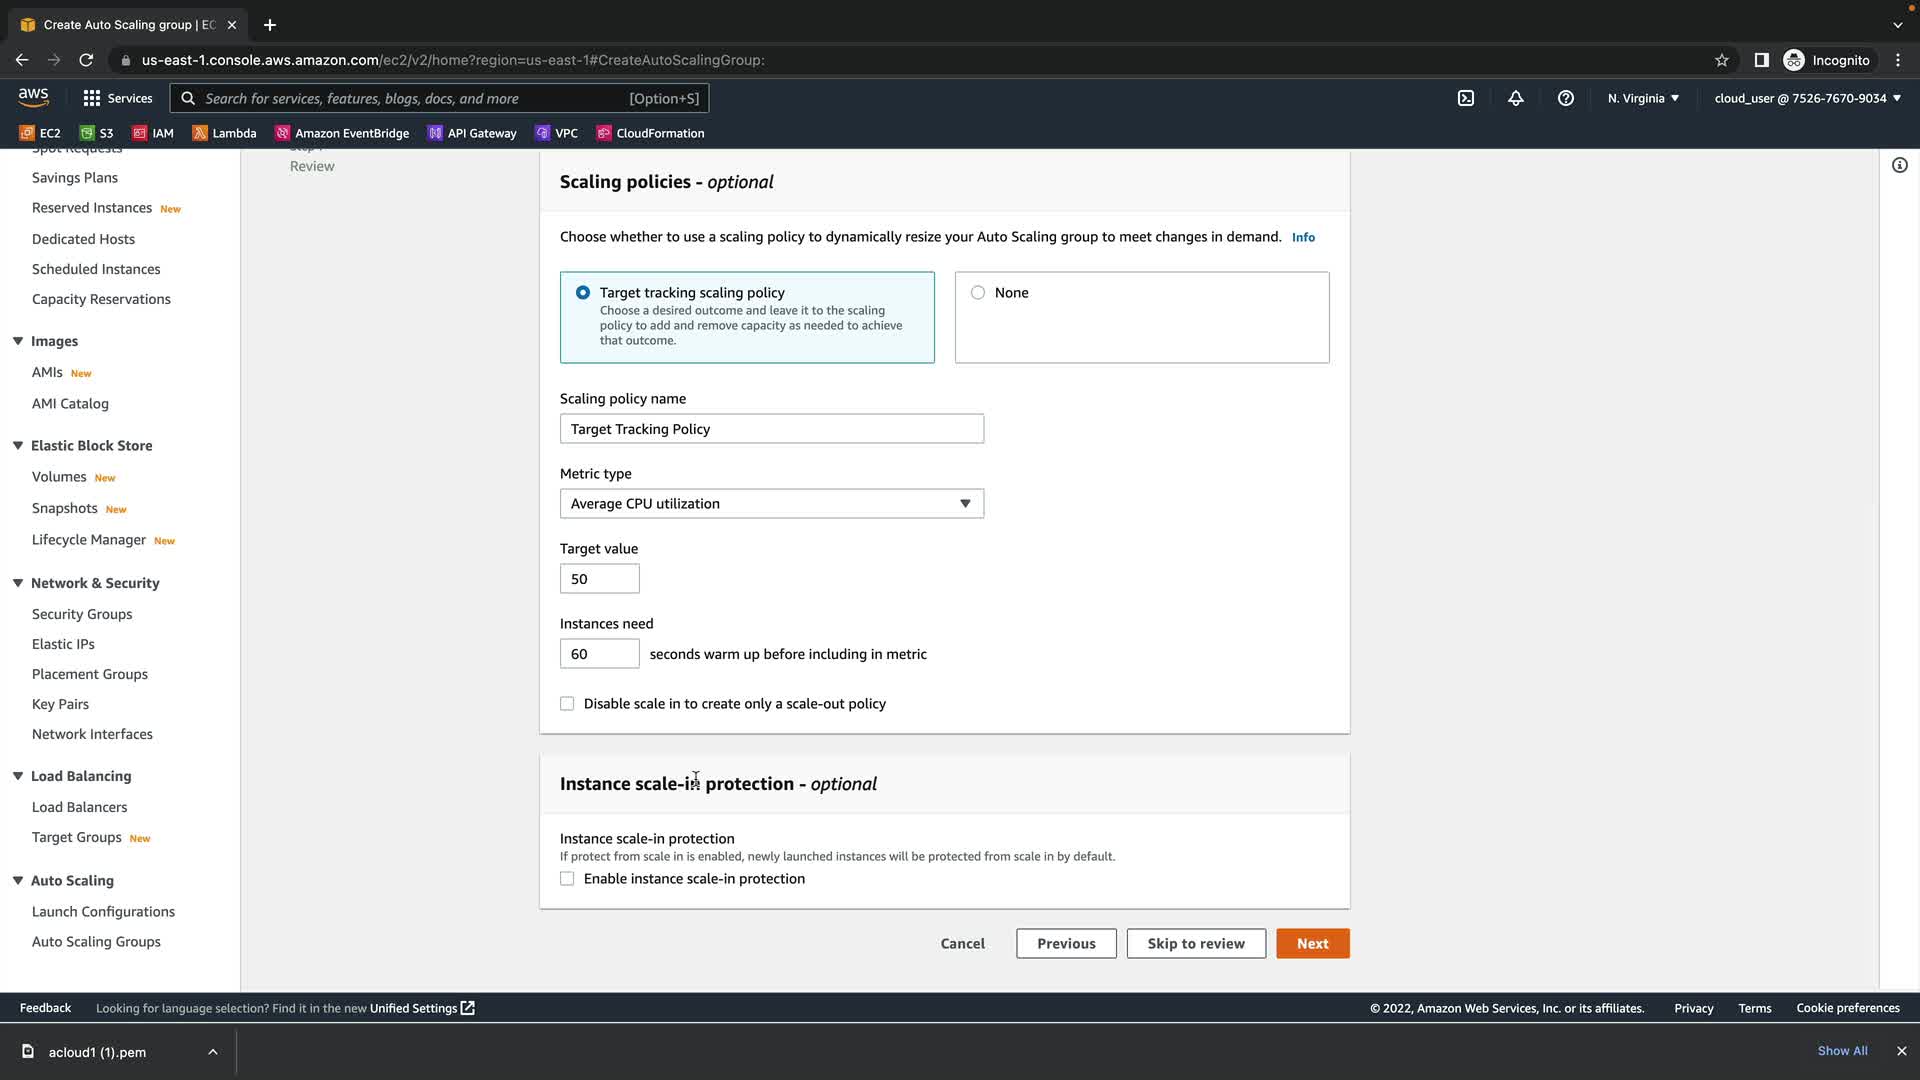 Create Auto Scaling group | EC
us-east-1.console.aws.amazon.com/ec2/v2/home?region=us-east-1#CreateAutoScalingGroup:
Incognito
aws
Services
Search for services, features, blogs, docs, and more
[Option+S]
N. Virginia
cloud_user @ 7526-7670-9034
EC2
S3
IAM
Lambda
Amazon EventBridge
API Gateway
VPC
CloudFormation
Spot Requests
Savings Plans
Reserved Instances New
Dedicated Hosts
Scheduled Instances
Capacity Reservations
Images
AMIs New
AMI Catalog
Elastic Block Store
Volumes New
Snapshots New
Lifecycle Manager New
Network & Security
Security Groups
Elastic IPs
Placement Groups
Key Pairs
Network Interfaces
Load Balancing
Load Balancers
Target Groups New
Auto Scaling
Launch Configurations
Auto Scaling Groups
Review
Scaling policies - optional
Choose whether to use a scaling policy to dynamically resize your Auto Scaling group to meet changes in demand. Info
Target tracking scaling policy
Choose a desired outcome and leave it to the scaling
policy to add and remove capacity as needed to achieve
that outcome.
None
Scaling policy name
Target Tracking Policy
Metric type
Average CPU utilization
Target value
50
Instances need
60 seconds warm up before including in metric
Disable scale in to create only a scale-out policy
Instance scale-in protection - optional
Instance scale-in protection
If protect from scale in is enabled, newly launched instances will be protected from scale in by default.
Enable instance scale-in protection
Cancel
Previous
Skip to review
Next
Feedback
Looking for language selection? Find it in the new Unified Settings
© 2022, Amazon Web Services, Inc. or its affiliates.
Privacy
Terms
Cookie preferences
acloud1 (1).pem
Show All